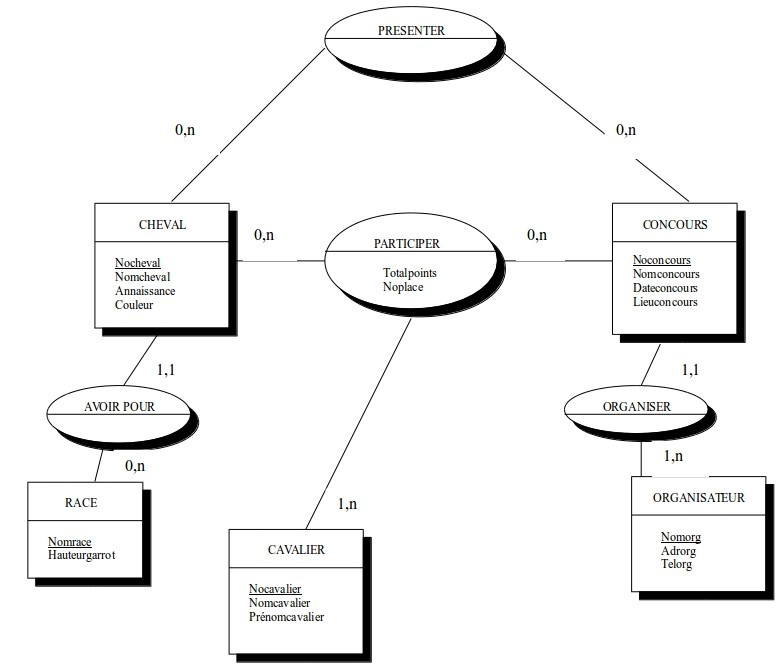 PRESENTER
0,n
0,n
CHEVAL
Nocheval
Nomcheval
Annaissance
Couleur
0,n
PARTICIPER
Totalpoints
Noplace
0,n
CONCOURS
Noconcours
Nomconcours
Dateconcours
Lieuconcours
1,1
AVOIR POUR
0,n
1,1
ORGANISER
1,n
RACE
Nomrace
Hauteurgarrot
1,n
CAVALIER
Nocavalier
Nomcavalier
Prénomcavalier
ORGANISATEUR
Nomorg
Adrorg
Telorg